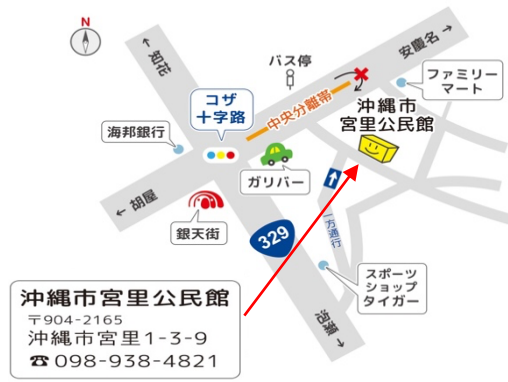 N
← 知花
バス停
安慶名 →
ファミリー
マート
コザ
十字路
中央分離帯
沖縄市
宮里公民館
海邦銀行
ガリバー
← 胡屋
銀天街
329
一方通行
スポーツ
ショップ
タイガー
泡瀬 →
沖縄市宮里公民館
〒904-2165
沖縄市宮里1-3-9
☎098-938-4821